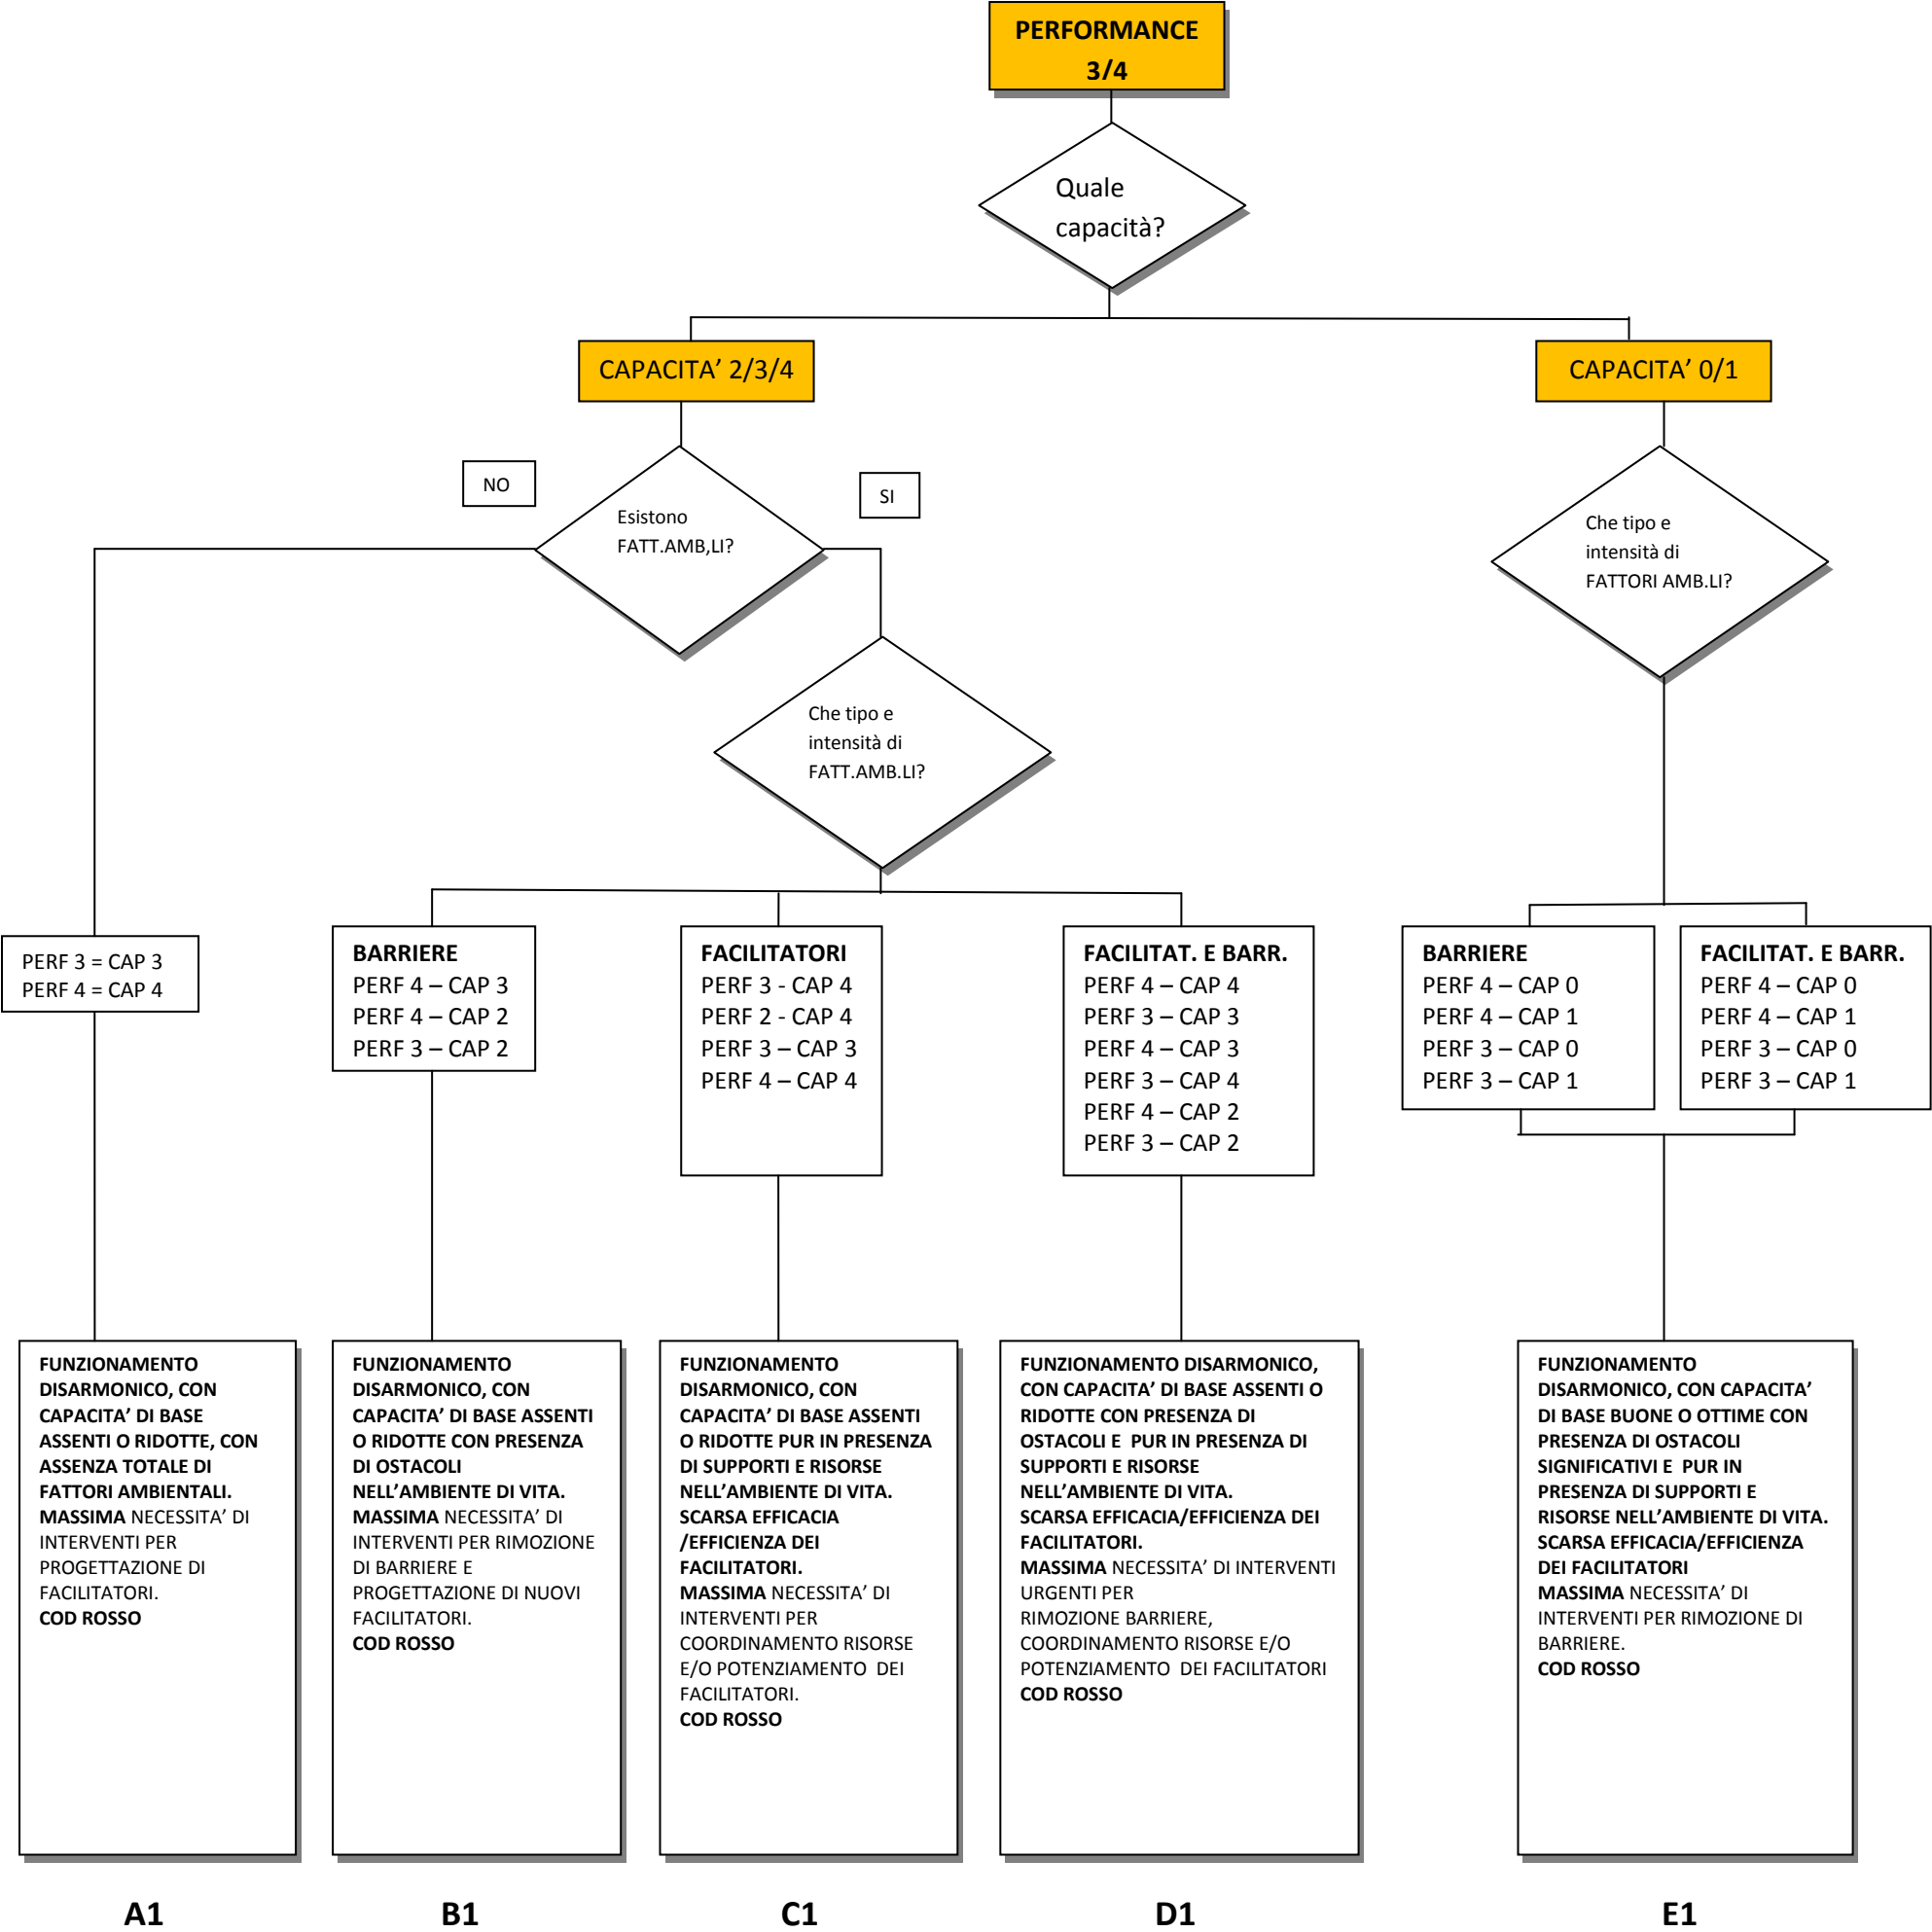 PERFORMANCE
3/4
Quale
capacità?
CAPACITA’ 2/3/4
CAPACITA’ 0/1
NO
SI
Esistono
FATT.AMB,LI?
Che tipo e
intensità di
FATTORI AMB.LI?
Che tipo e
intensità di
FATT.AMB.LI?
PERF 3 = CAP 3
PERF 4 = CAP 4
BARRIERE
PERF 4 – CAP 3
PERF 4 – CAP 2
PERF 3 – CAP 2
FACILITATORI
PERF 3 - CAP 4
PERF 2 - CAP 4
PERF 3 – CAP 3
PERF 4 – CAP 4
FACILITAT. E BARR.
PERF 4 – CAP 4
PERF 3 – CAP 3
PERF 4 – CAP 3
PERF 3 – CAP 4
PERF 4 – CAP 2
PERF 3 – CAP 2
BARRIERE
PERF 4 – CAP 0
PERF 4 – CAP 1
PERF 3 – CAP 0
PERF 3 – CAP 1
FACILITAT. E BARR.
PERF 4 – CAP 0
PERF 4 – CAP 1
PERF 3 – CAP 0
PERF 3 – CAP 1
FUNZIONAMENTO
DISARMONICO, CON
CAPACITA’ DI BASE
ASSENTI O RIDOTTE, CON
ASSENZA TOTALE DI
FATTORI AMBIENTALI.
MASSIMA NECESSITA’ DI
INTERVENTI PER
PROGETTAZIONE DI
FACILITATORI.
COD ROSSO
FUNZIONAMENTO
DISARMONICO, CON
CAPACITA’ DI BASE ASSENTI
O RIDOTTE CON PRESENZA
DI OSTACOLI
NELL’AMBIENTE DI VITA.
MASSIMA NECESSITA’ DI
INTERVENTI PER RIMOZIONE
DI BARRIERE E
PROGETTAZIONE DI NUOVI
FACILITATORI.
COD ROSSO
FUNZIONAMENTO
DISARMONICO, CON
CAPACITA’ DI BASE ASSENTI
O RIDOTTE PUR IN PRESENZA
DI SUPPORTI E RISORSE
NELL’AMBIENTE DI VITA.
SCARSA EFFICACIA
/EFFICIENZA DEI
FACILITATORI.
MASSIMA NECESSITA’ DI
INTERVENTI PER
COORDINAMENTO RISORSE
E/O POTENZIAMENTO DEI
FACILITATORI.
COD ROSSO
FUNZIONAMENTO DISARMONICO,
CON CAPACITA’ DI BASE ASSENTI O
RIDOTTE CON PRESENZA DI
OSTACOLI E PUR IN PRESENZA DI
SUPPORTI E RISORSE
NELL’AMBIENTE DI VITA.
SCARSA EFFICACIA/EFFICIENZA DEI
FACILITATORI.
MASSIMA NECESSITA’ DI INTERVENTI
URGENTI PER
RIMOZIONE BARRIERE,
COORDINAMENTO RISORSE E/O
POTENZIAMENTO DEI FACILITATORI
COD ROSSO
FUNZIONAMENTO
DISARMONICO, CON CAPACITA’
DI BASE BUONE O OTTIME CON
PRESENZA DI OSTACOLI
SIGNIFICATIVI E PUR IN
PRESENZA DI SUPPORTI E
RISORSE NELL’AMBIENTE DI VITA.
SCARSA EFFICACIA/EFFICIENZA
DEI FACILITATORI
MASSIMA NECESSITA’ DI
INTERVENTI PER RIMOZIONE DI
BARRIERE.
COD ROSSO
A1
B1
C1
D1
E1